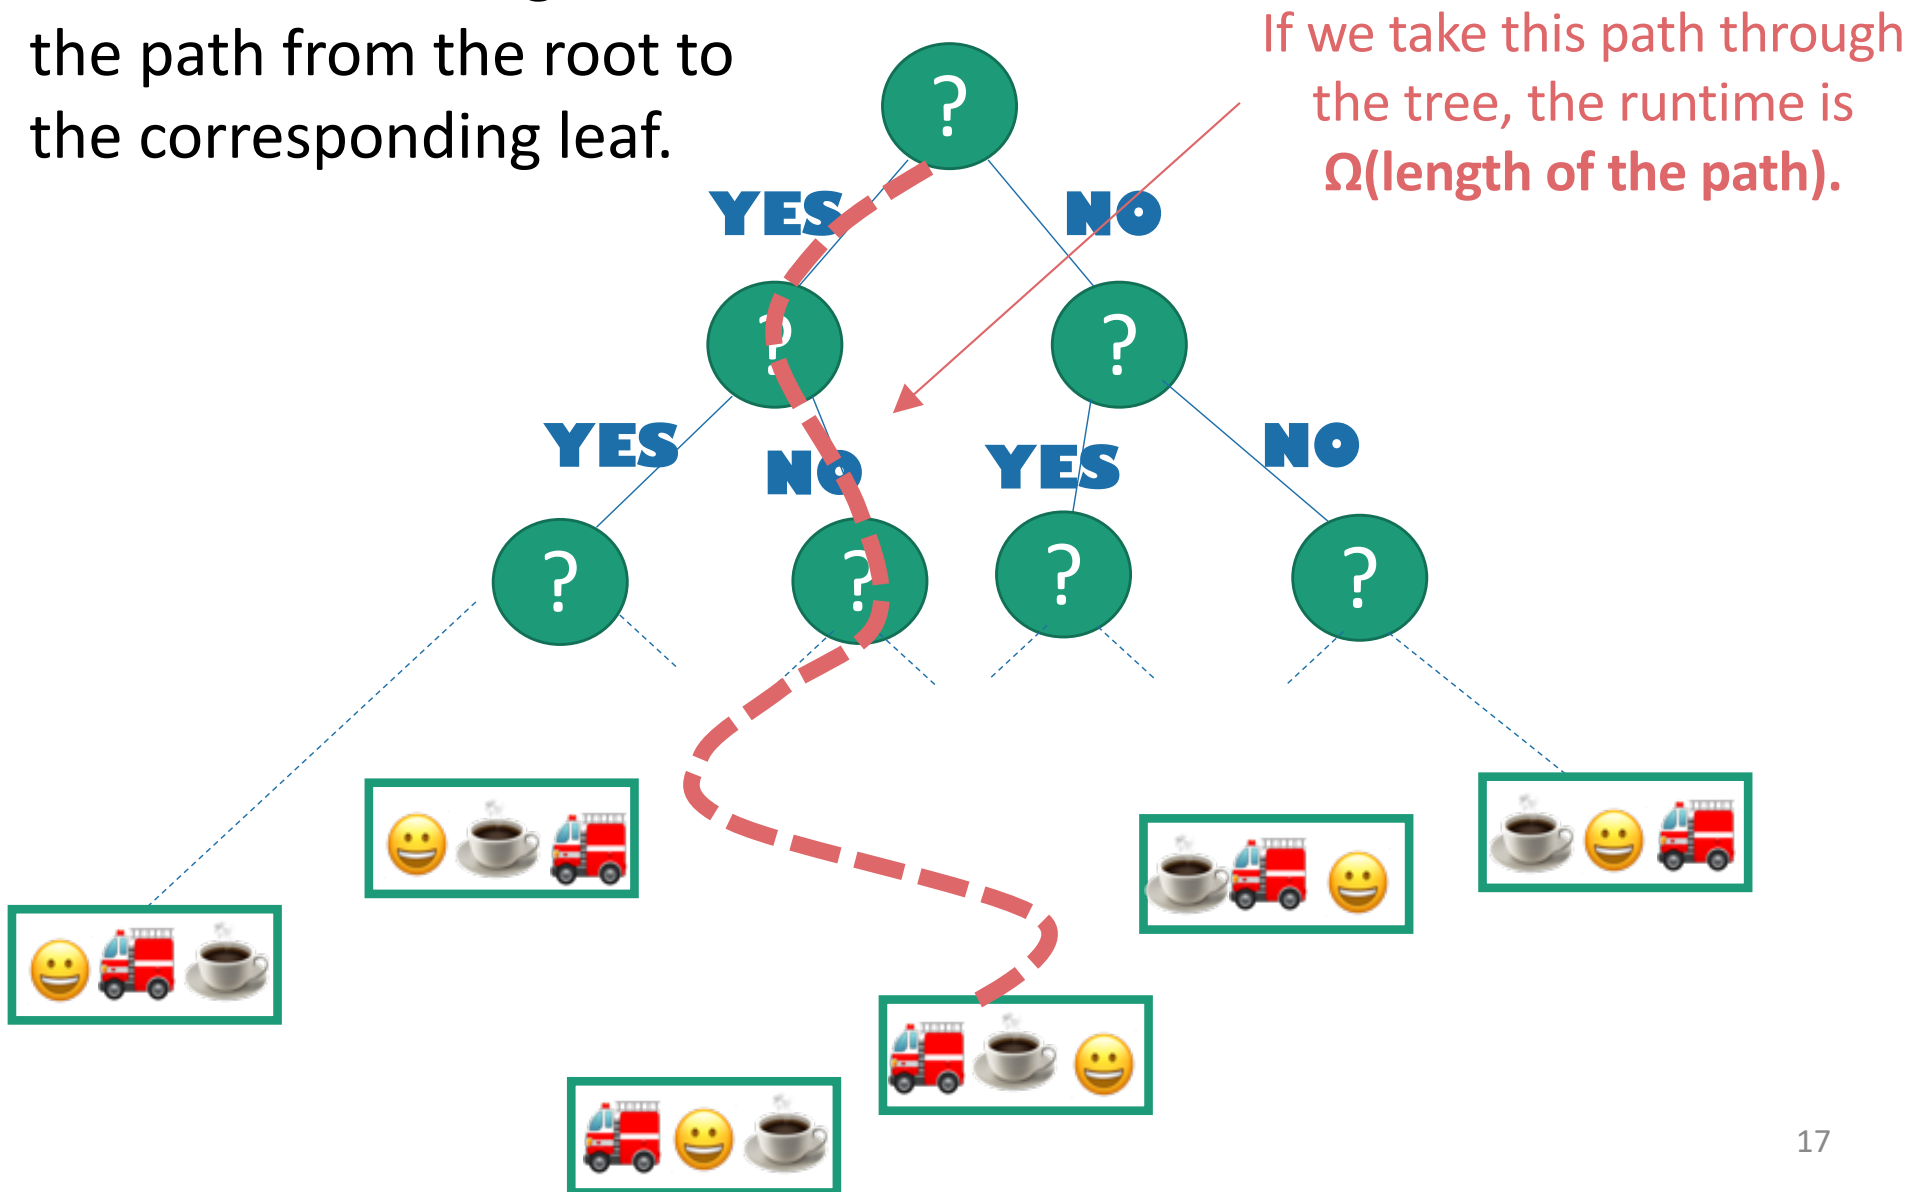 the path from the root to
the corresponding leaf.
If we take this path through
the tree, the runtime is
Ω(length of the path).
?
YES
NO
?
?
YES
NO
YES
NO
?
?
?
?
17